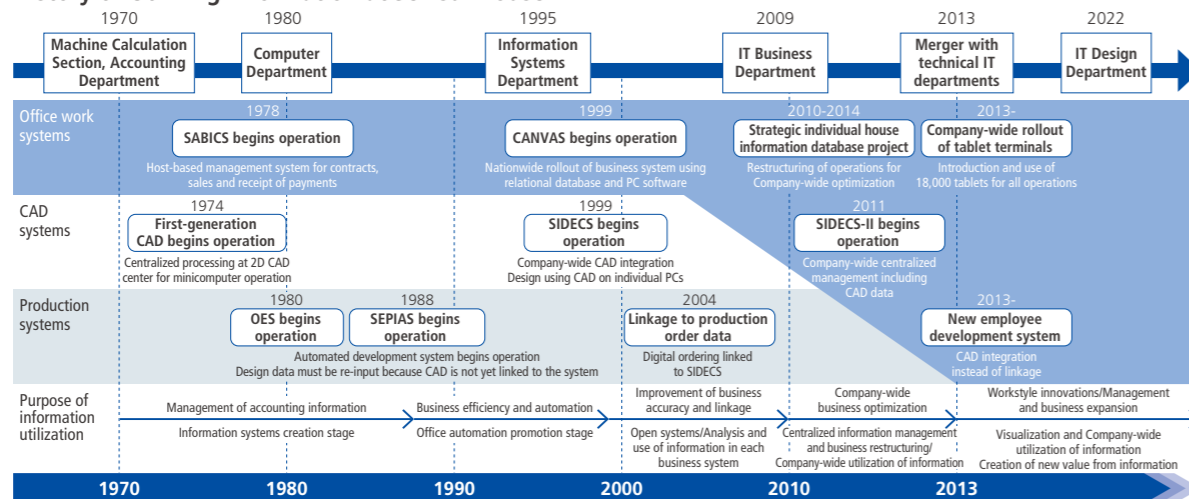 1970
1980
1995
2009
2013
2022
Machine Calculation
Section, Accounting
Department
Computer
Department
Information
Systems
Department
IT Business
Department
Merger with
technical IT
departments
IT Design
Department
Office work
systems
1978
SABICS begins operation
Host-based management system for contracts,
sales and receipt of payments
1999
CANVAS begins operation
Nationwide rollout of business system using
relational database and PC software
2010-2014
Strategic individual house
information database project
Restructuring of operations for
Company-wide optimization
2013-
Company-wide rollout
of tablet terminals
Introduction and use of
18,000 tablets for all operations
CAD
systems
1974
First-generation
CAD begins operation
Centralized processing at 2D CAD
center for minicomputer operation
1999
SIDECS begins
operation
Company-wide CAD integration
Design using CAD on individual PCs
2011
SIDECS-II begins
operation
Company-wide centralized
management including
CAD data
Production
systems
1980
OES begins
operation
1988
SEPIAS begins
operation
Automated development system begins operation
Design data must be re-input because CAD is not yet linked to the system
2004
Linkage to production
order data
Digital ordering linked
to SIDECS
2013-
New employee
development system
CAD integration
instead of linkage
Purpose of
information
utilization
Management of accounting information
Information systems creation stage
Business efficiency and automation
Office automation promotion stage
Improvement of business
accuracy and linkage
Open systems/Analysis and
use of information in each
business system
Company-wide
business optimization
Centralized information management
and business restructuring/
Company-wide utilization of information
Workstyle innovations/Management
and business expansion
Visualization and Company-wide
utilization of information
Creation of new value from information
1970
1980
1990
2000
2010
2013